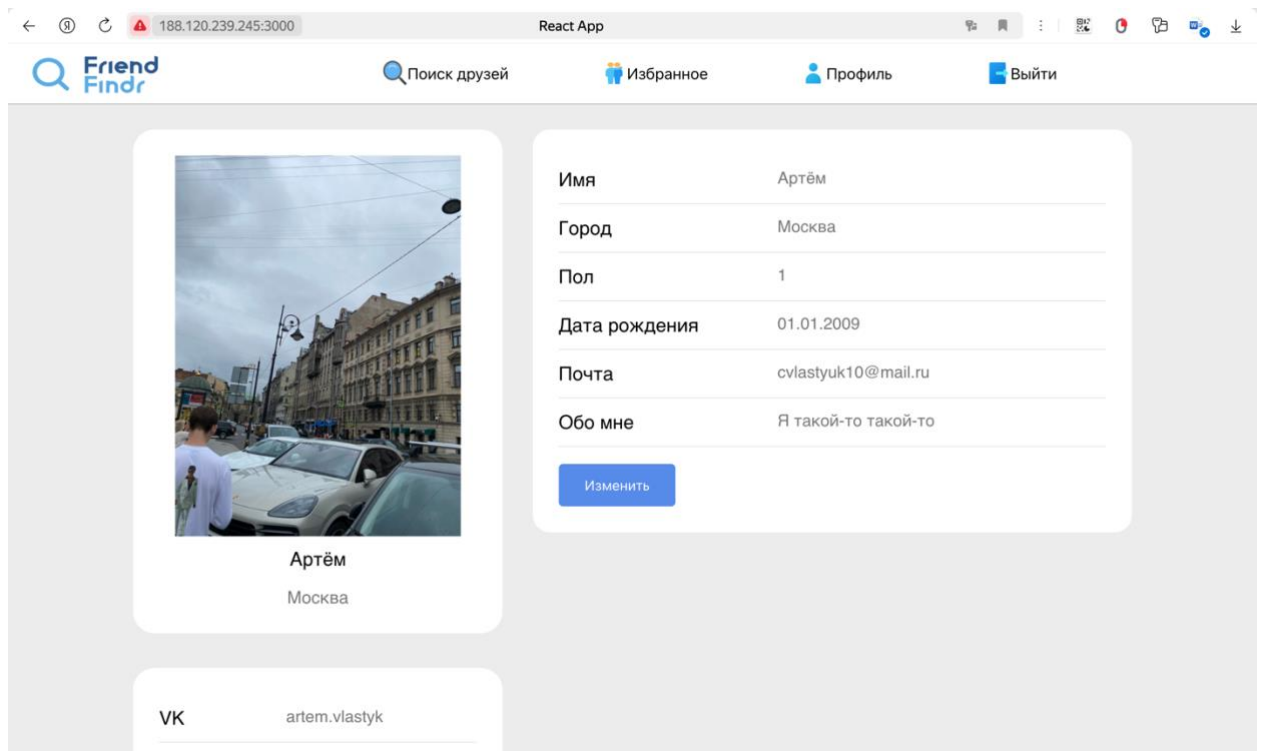 188.120.239.245:3000
React App
Friend
Findr
Поиск друзей
Избранное
Профиль
Выйти
Артём
Москва
Имя Артём
Город Москва
Пол 1
Дата рождения 01.01.2009
Почта cvlastyuk10@mail.ru
Обо мне Я такой-то такой-то
Изменить
VK artem.vlastyk